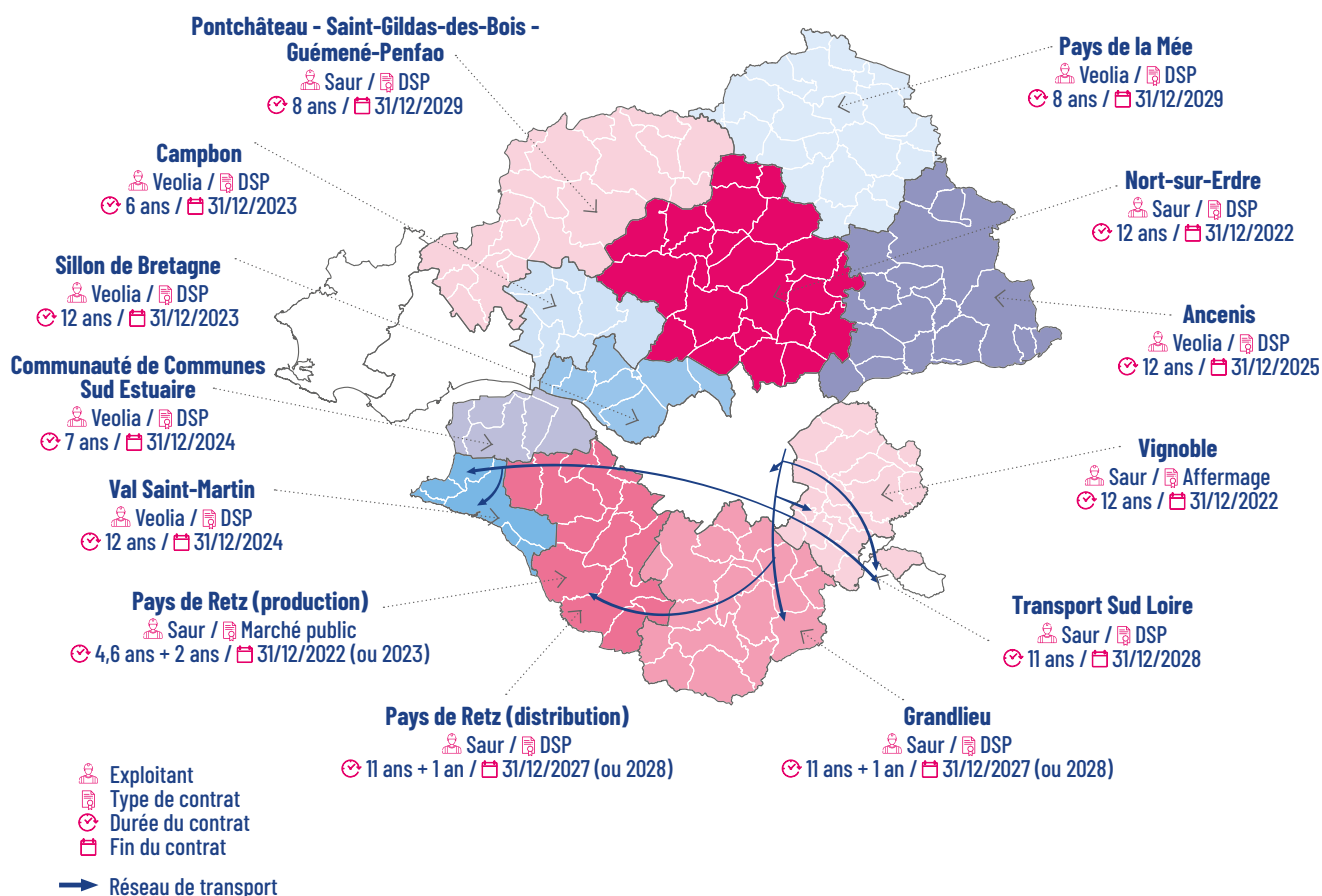 Pontchâteau - Saint-Gildas-des-Bois -
Guémené-Penfao
Saur / DSP
8 ans / 31/12/2029
Pays de la Mée
Veolia / DSP
8 ans / 31/12/2029
Campbon
Veolia / DSP
6 ans / 31/12/2023
Nort-sur-Erdre
Saur / DSP
12 ans / 31/12/2022
Sillon de Bretagne
Veolia / DSP
12 ans / 31/12/2023
Ancenis
Veolia / DSP
12 ans / 31/12/2025
Communauté de Communes
Sud Estuaire
Veolia / DSP
7 ans / 31/12/2024
Vignoble
Saur / Affermage
12 ans / 31/12/2022
Val Saint-Martin
Veolia / DSP
12 ans / 31/12/2024
Pays de Retz (production)
Saur / Marché public
4,6 ans + 2 ans / 31/12/2022 (ou 2023)
Transport Sud Loire
Saur / DSP
11 ans / 31/12/2028
Pays de Retz (distribution)
Saur / DSP
11 ans + 1 an / 31/12/2027 (ou 2028)
Grandlieu
Saur / DSP
11 ans + 1 an / 31/12/2027 (ou 2028)
Exploitant
Type de contrat
Durée du contrat
Fin du contrat
Réseau de transport